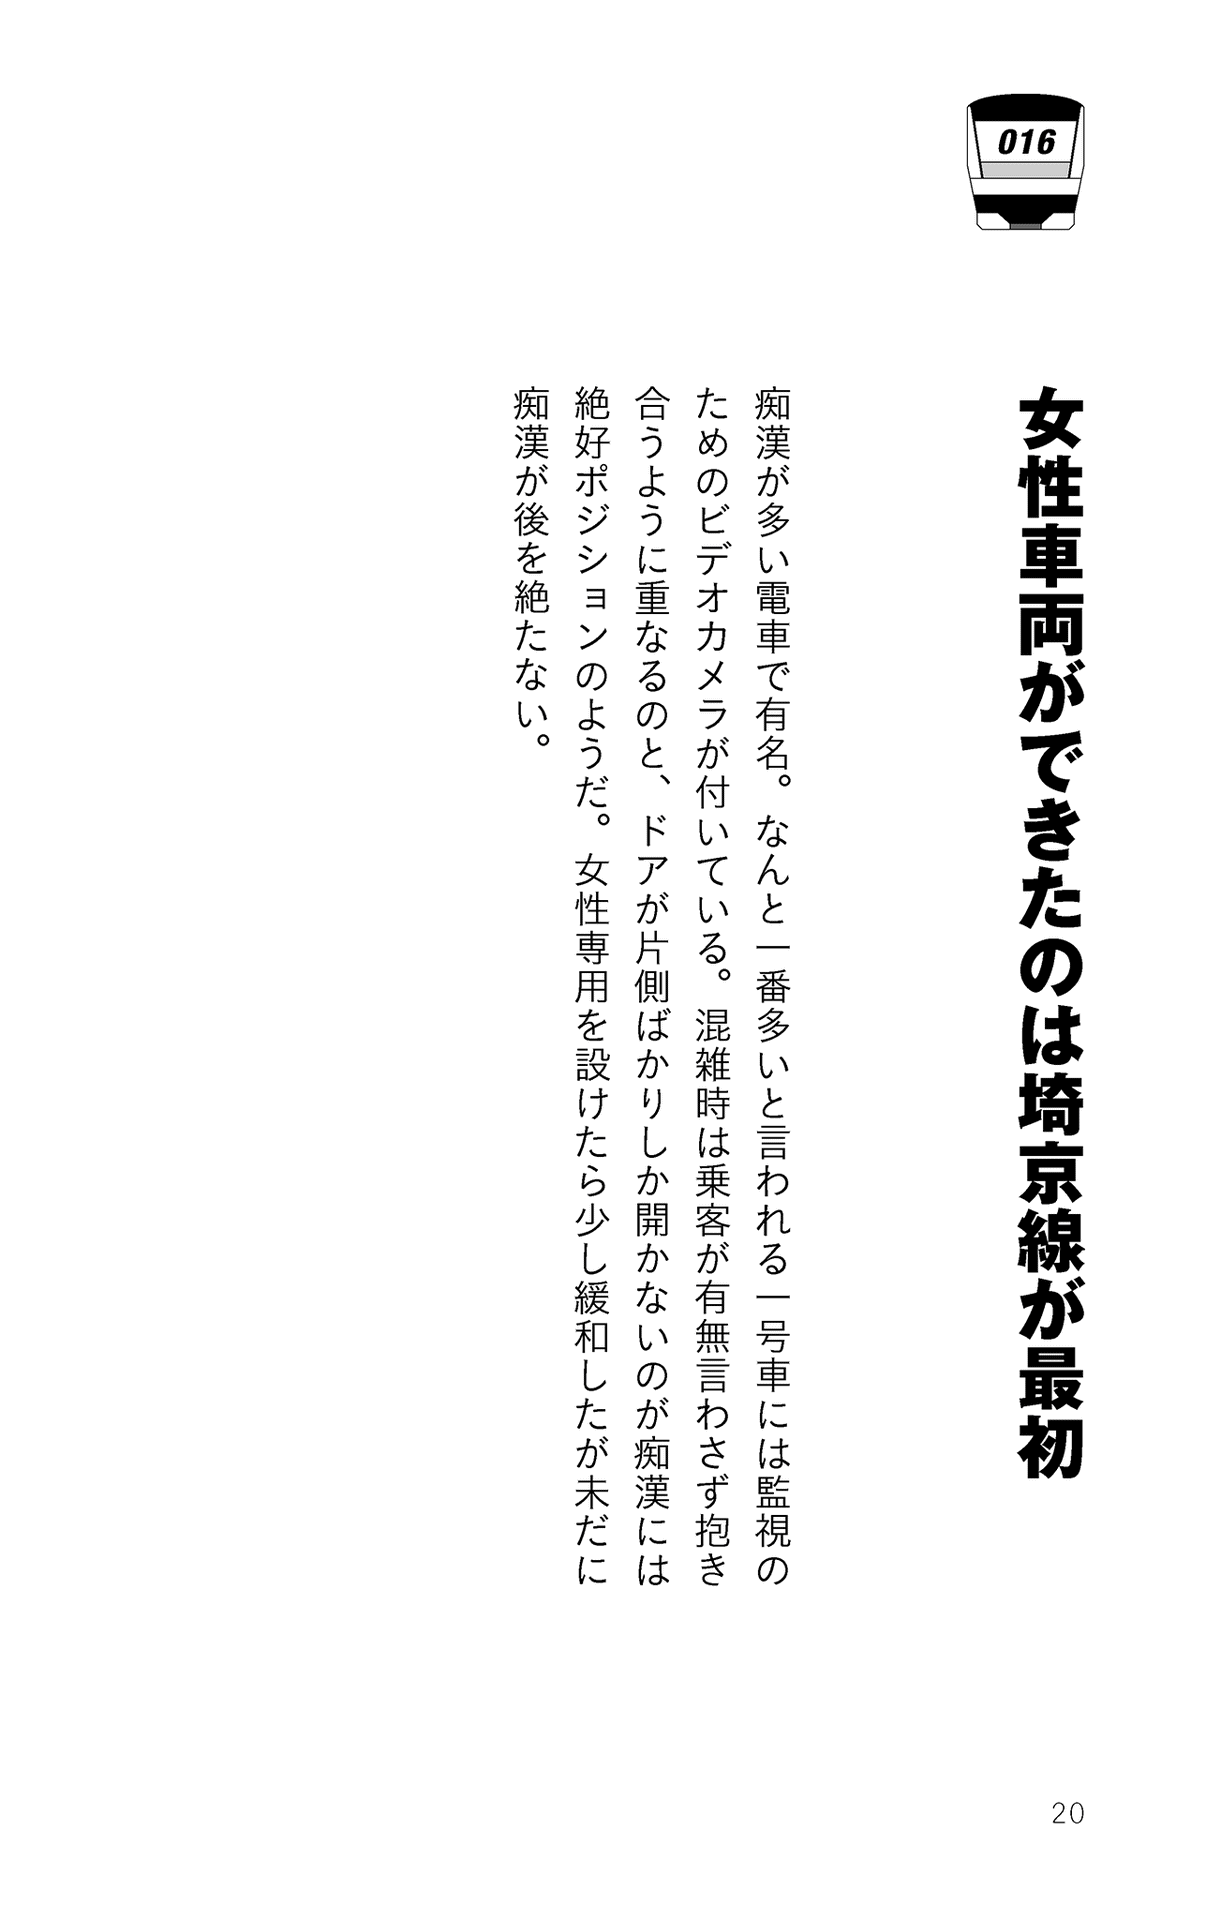 016
女性車両ができたのは埼京線が最初
痴漢が多い電車で有名。なんと一番多いと言われる一号車には監視の
ためのビデオカメラが付いている。混雑時は乗客が有無言わさず抱き
合うように重なるのと、ドアが片側ばかりしか開かないのが痴漢には
絶好ポジションのようだ。女性専用を設けたら少し緩和したが未だに
痴漢が後を絶たない。
20